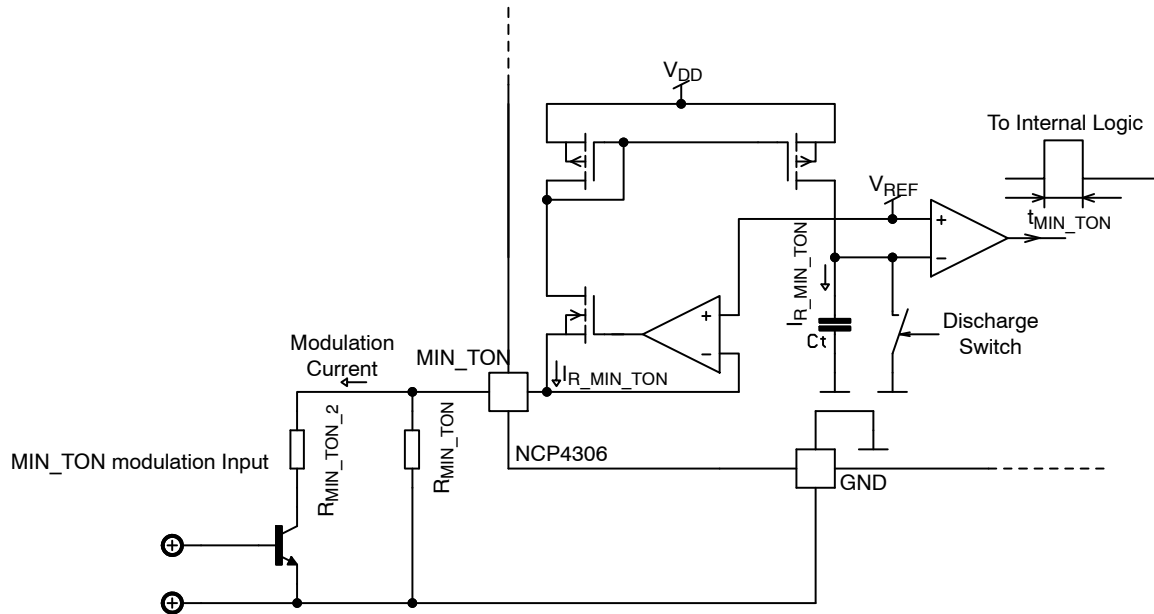 V_DD
To Internal Logic
V_REF
t_MIN_TON
+
−
I_R_MIN_TON
+
−
Ct
Discharge
Switch
Modulation
Current
MIN_TON
I_R_MIN_TON
R_MIN_TON_2
R_MIN_TON
NCP4306
MIN_TON modulation Input
GND